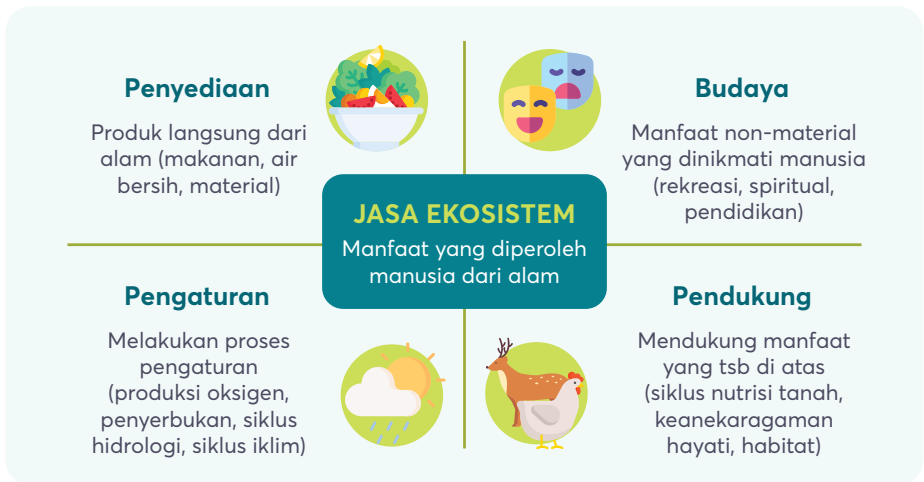 Penyediaan
Produk langsung dari
alam (makanan, air
bersih, material)
Budaya
Manfaat non-material
yang dinikmati manusia
(rekreasi, spiritual,
pendidikan)
JASA EKOSISTEM
Manfaat yang diperoleh
manusia dari alam
Pengaturan
Melakukan proses
pengaturan
(produksi oksigen,
penyerbukan, siklus
hidrologi, siklus iklim)
Pendukung
Mendukung manfaat
yang tsb di atas
(siklus nutrisi tanah,
keanekaragaman
hayati, habitat)